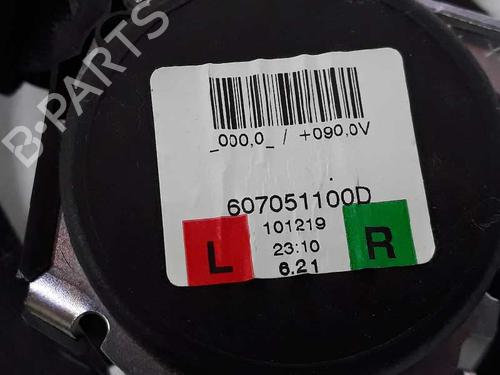 B-PARTS
_000,0_ / +090,0V
607051100D
101219
23:10
6.21
L
R